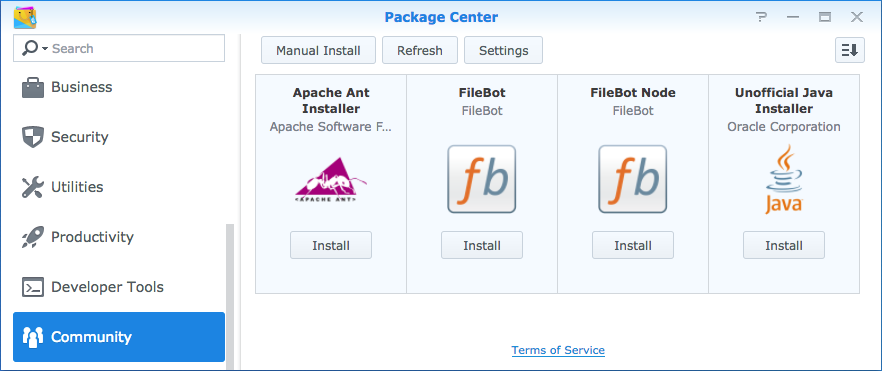 Package Center
?
Search
Business
Security
Utilities
Productivity
Developer Tools
Community
Manual Install
Refresh
Settings
Apache Ant
Installer
Apache Software F...
<APACHE ANT>
Install
FileBot
FileBot
fb
Install
FileBot Node
FileBot
fb
Install
Unofficial Java
Installer
Oracle Corporation
Java
Install
Terms of Service